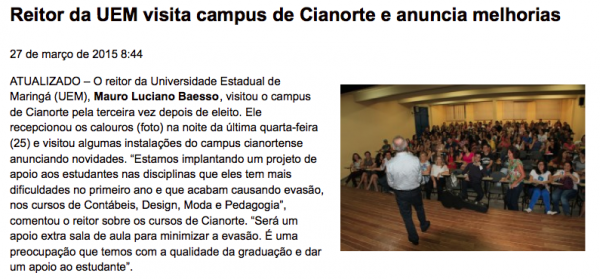 Reitor da UEM visita campus de Cianorte e anuncia melhorias
27 de março de 2015 8:44
ATUALIZADO – O reitor da Universidade Estadual de
Maringá (UEM), Mauro Luciano Baesso, visitou o campus
de Cianorte pela terceira vez depois de eleito. Ele
recepcionou os calouros (foto) na noite da última quarta-feira
(25) e visitou algumas instalações do campus cianortense
anunciando novidades. “Estamos implantando um projeto de
apoio aos estudantes nas disciplinas que eles tem mais
dificuldades no primeiro ano e que acabam causando evasão,
nos cursos de Contábeis, Design, Moda e Pedagogia”,
comentou o reitor sobre os cursos de Cianorte. “Será um
apoio extra sala de aula para minimizar a evasão. É uma
preocupação que temos com a qualidade da graduação e dar
um apoio ao estudante”.